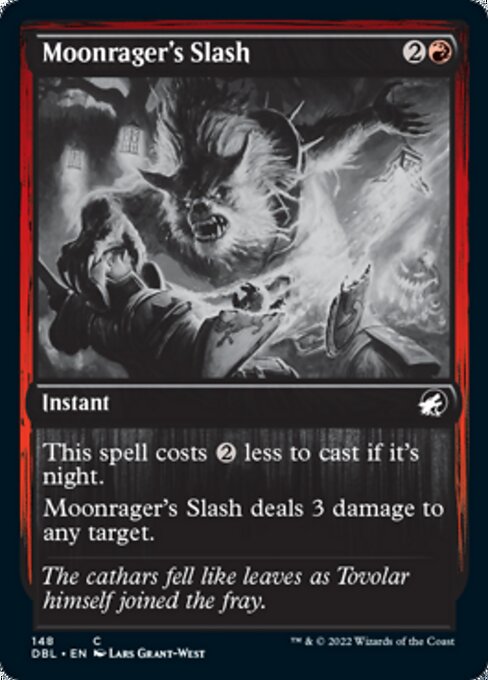 Moonrager's Slash 2
Instant
This spell costs 2 less to cast if it's
night.
Moonrager's Slash deals 3 damage to
any target.
The cathars fell like leaves as Tovolar
himself joined the fray.
148 C
DBL • EN Lars Grant-West
™ & © 2022 Wizards of the Coast